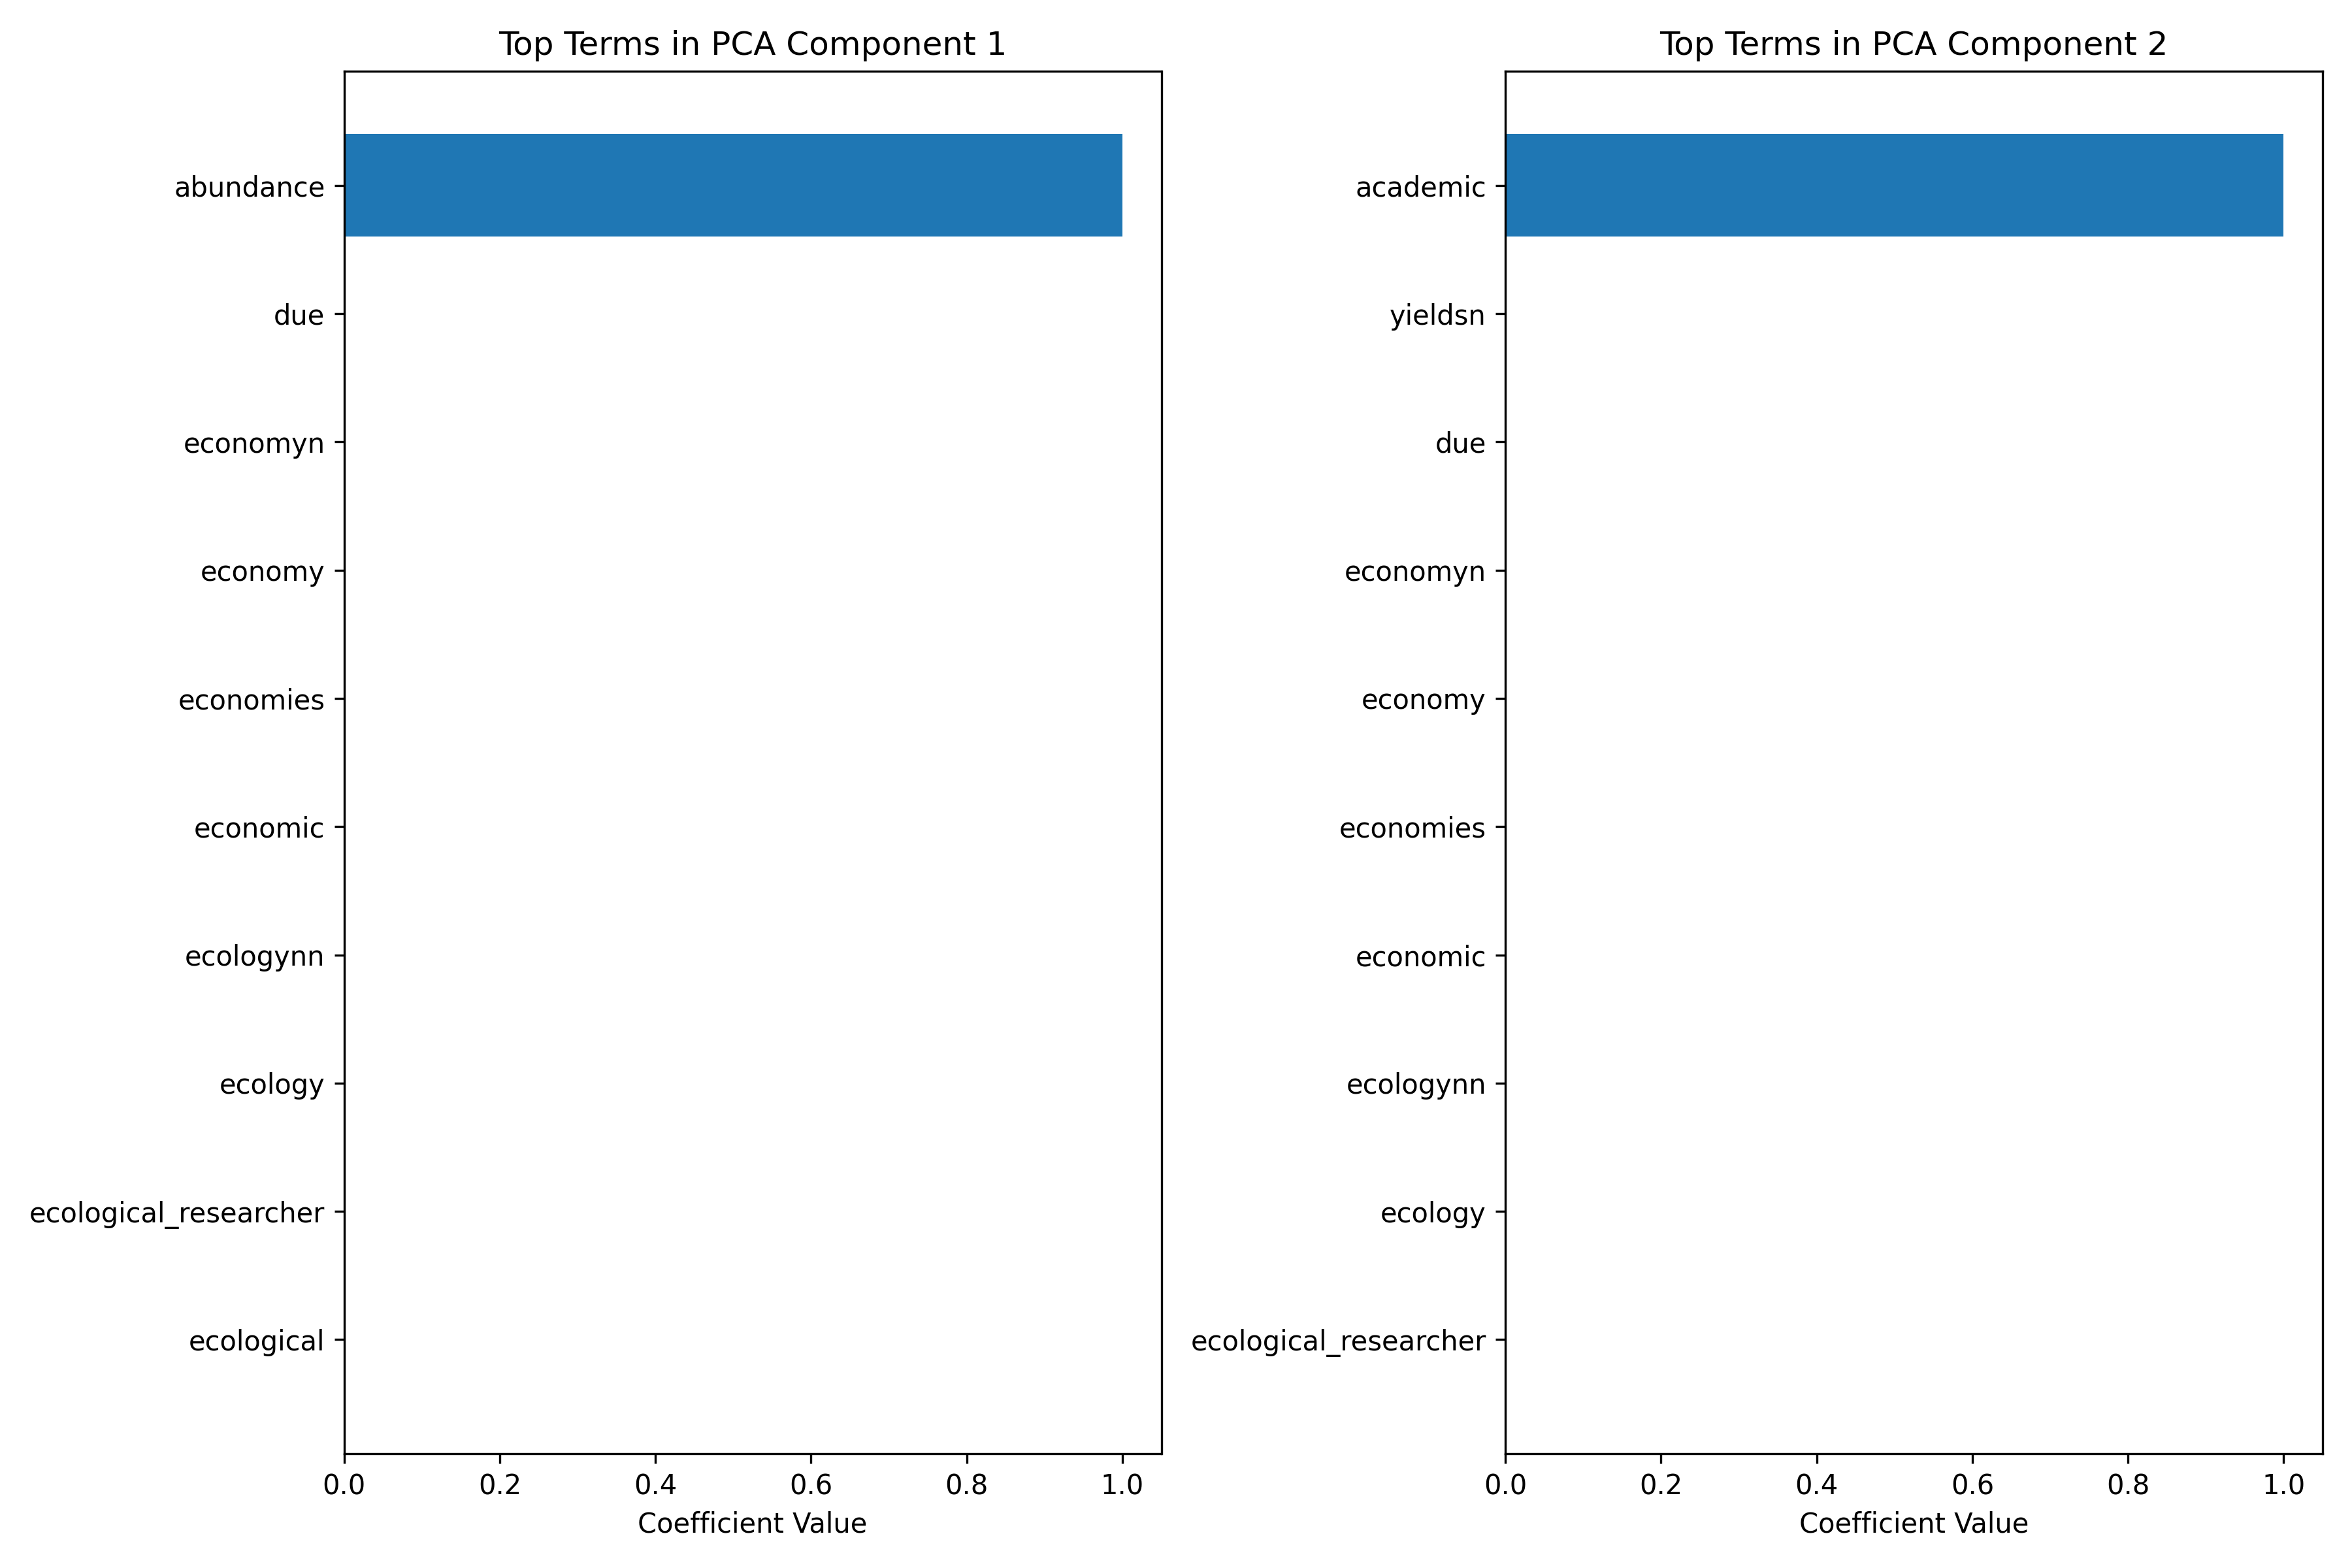 Top Terms in PCA Component 1
abundance
due
economyn
economy
economies
economic
ecologynn
ecology
ecological_researcher
ecological
0.0 0.2 0.4 0.6 0.8 1.0
Coefficient Value
Top Terms in PCA Component 2
academic
yieldsn
due
economyn
economy
economies
economic
ecologynn
ecology
ecological_researcher
0.0 0.2 0.4 0.6 0.8 1.0
Coefficient Value